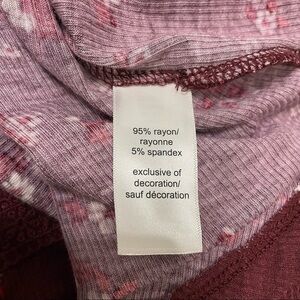 95% rayon/
rayonne
5% spandex
exclusive of
decoration/
sauf décoration